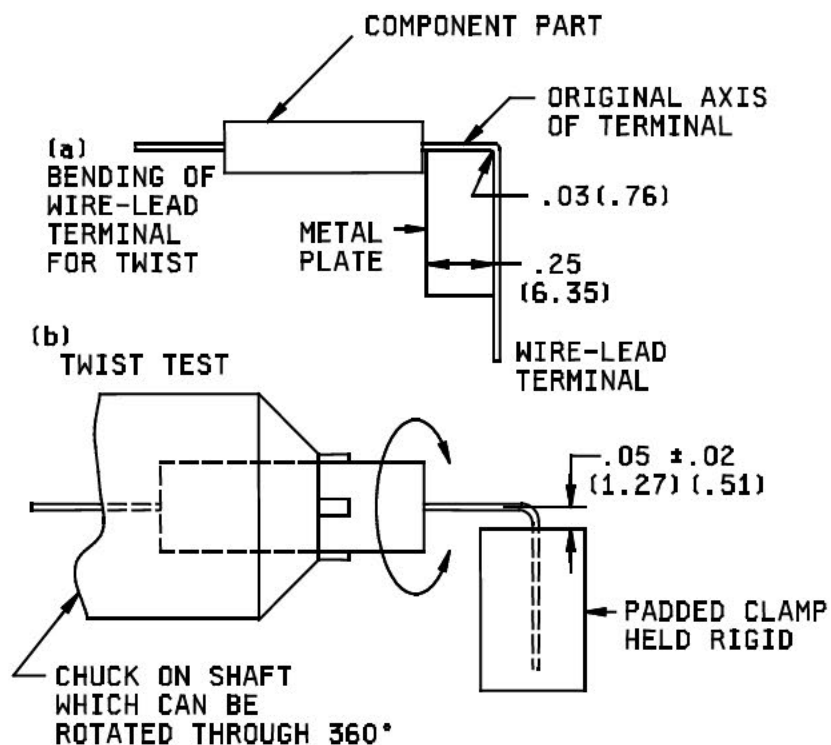 COMPONENT PART
ORIGINAL AXIS
OF TERMINAL
(a)
BENDING OF
WIRE-LEAD
TERMINAL
FOR TWIST
.03(.76)
METAL
PLATE
.25
(6.35)
WIRE-LEAD
TERMINAL
(b)
TWIST TEST
.05 ±.02
(1.27)(.51)
PADDED CLAMP
HELD RIGID
CHUCK ON SHAFT
WHICH CAN BE
ROTATED THROUGH 360°